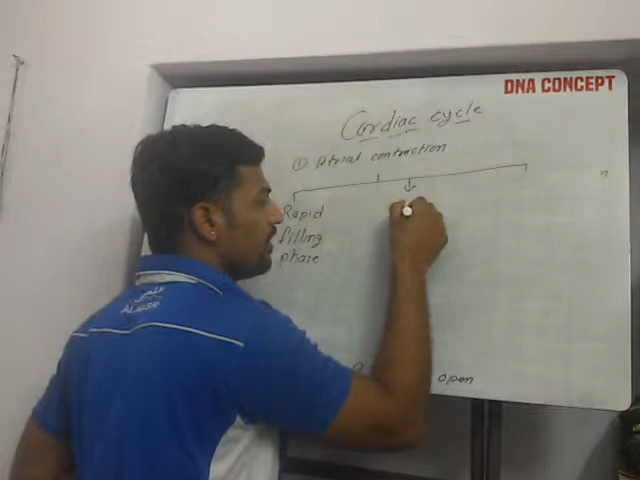 DNA CONCEPT
Cardiac cycle
① Atrial contraction
Rapid
filling
phase
open